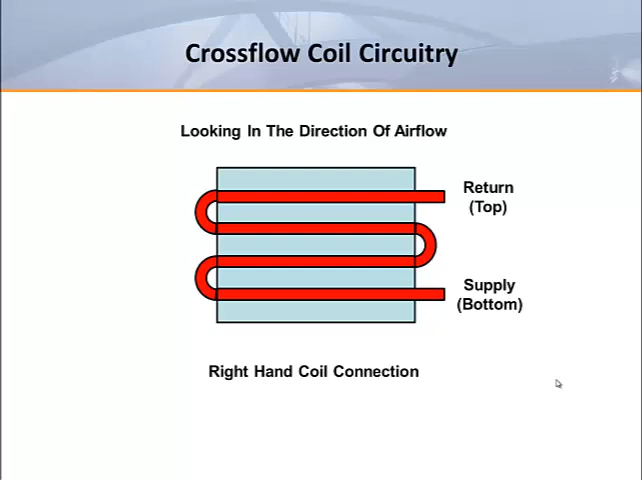 Crossflow Coil Circuitry
Looking In The Direction Of Airflow
Return
(Top)
Supply
(Bottom)
Right Hand Coil Connection